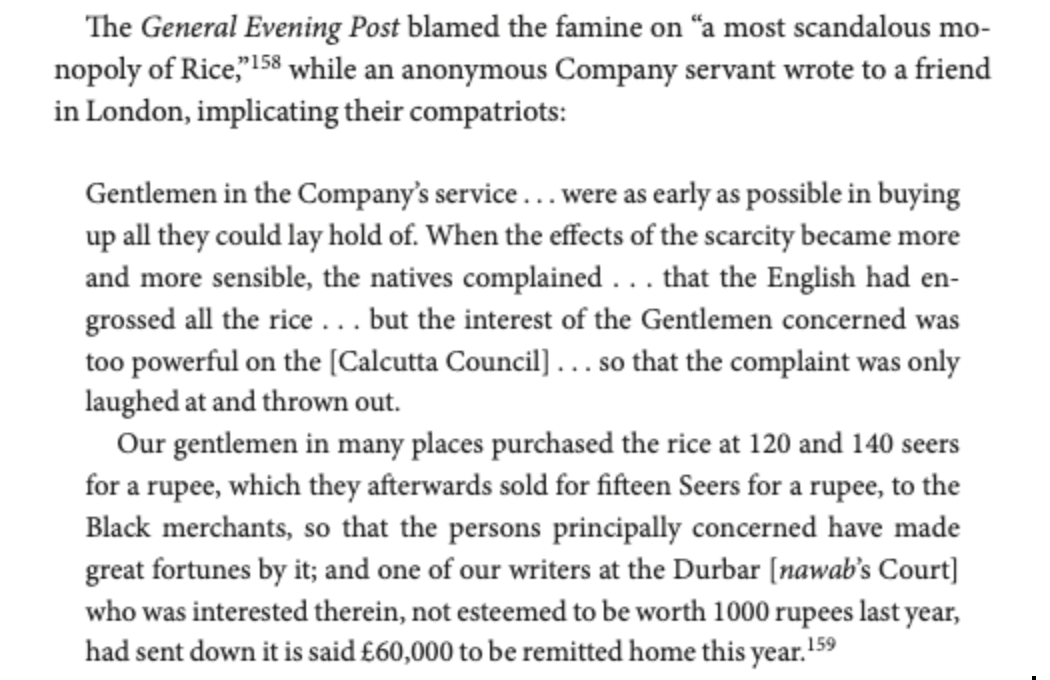 The General Evening Post blamed the famine on “a most scandalous mo-
nopoly of Rice,”158 while an anonymous Company servant wrote to a friend
in London, implicating their compatriots:
Gentlemen in the Company’s service . . . were as early as possible in buying
up all they could lay hold of. When the effects of the scarcity became more
and more sensible, the natives complained . . . that the English had en-
grossed all the rice . . . but the interest of the Gentlemen concerned was
too powerful on the [Calcutta Council] . . . so that the complaint was only
laughed at and thrown out.
Our gentlemen in many places purchased the rice at 120 and 140 seers
for a rupee, which they afterwards sold for fifteen Seers for a rupee, to the
Black merchants, so that the persons principally concerned have made
great fortunes by it; and one of our writers at the Durbar [nawab’s Court]
who was interested therein, not esteemed to be worth 1000 rupees last year,
had sent down it is said £60,000 to be remitted home this year.159